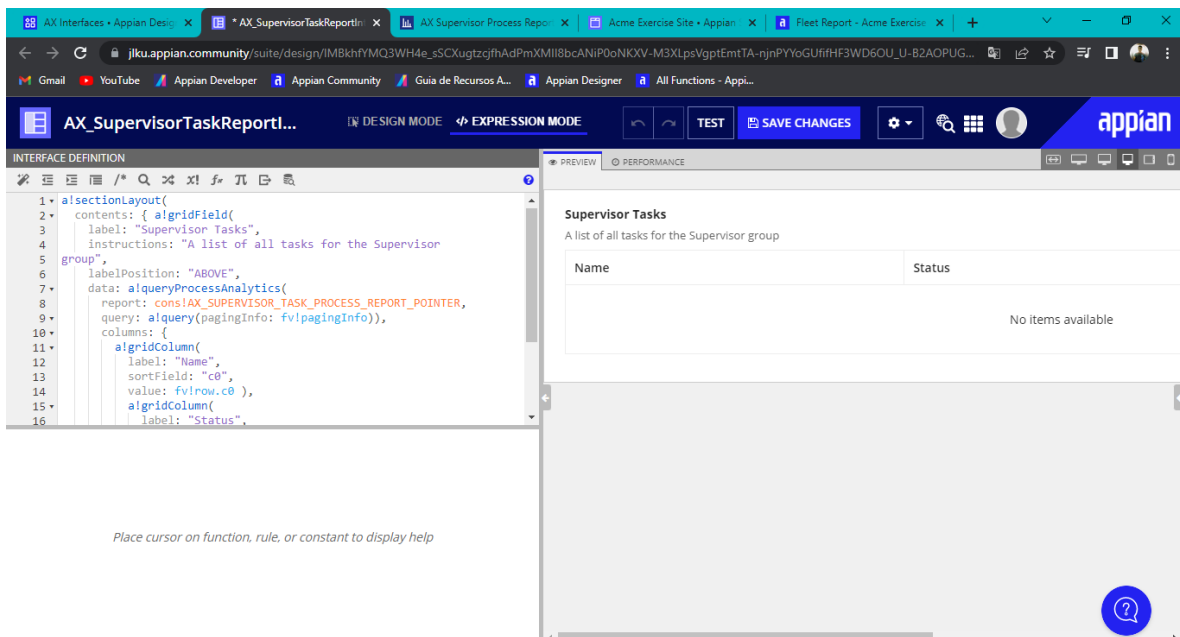 AX Interfaces • Appian Desig
* AX_SupervisorTaskReportInt
AX Supervisor Process Repor
Acme Exercise Site • Appian
Fleet Report - Acme Exercise
jlku.appian.community/suite/design/
Gmail
YouTube
Appian Developer
Appian Community
Guia de Recursos A...
Appian Designer
All Functions - Appi...
AX_SupervisorTaskReportI...
DESIGN MODE
EXPRESSION MODE
TEST
SAVE CHANGES
appian
INTERFACE DEFINITION
1 a!sectionLayout(
2 contents: { a!gridField(
3 label: "Supervisor Tasks",
4 instructions: "A list of all tasks for the Supervisor
5 group",
6 labelPosition: "ABOVE",
7 data: a!queryProcessAnalytics(
8 report: cons!AX_SUPERVISOR_TASK_PROCESS_REPORT_POINTER,
9 query: a!query(pagingInfo: fv!pagingInfo)),
10 columns: {
11 a!gridColumn(
12 label: "Name",
13 sortField: "c0",
14 value: fv!row.c0 ),
15 a!gridColumn(
16 label: "Status",
Place cursor on function, rule, or constant to display help
PREVIEW
PERFORMANCE
Supervisor Tasks
A list of all tasks for the Supervisor group
Name
Status
No items available